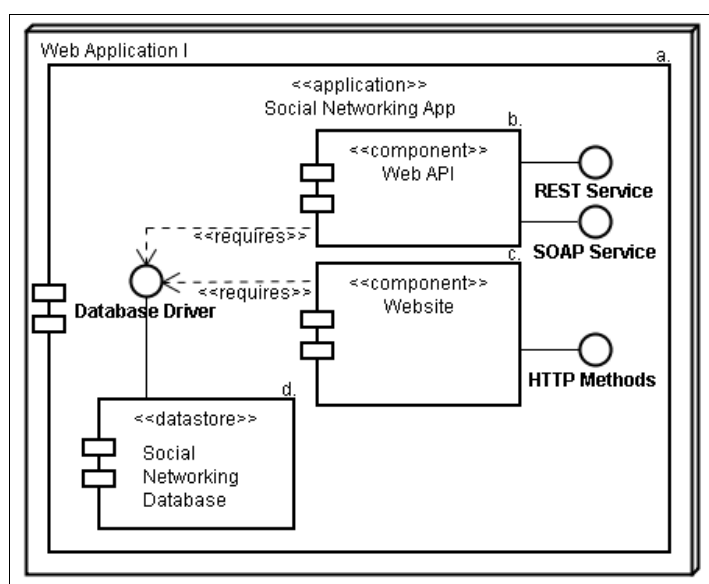 Web Application I
a.
<<application>>
Social Networking App
b.
<<component>>
Web API
REST Service
<<requires>>
SOAP Service
c.
<<component>>
<<requires>>
Website
Database Driver
HTTP Methods
d.
<<datastore>>
Social
Networking
Database